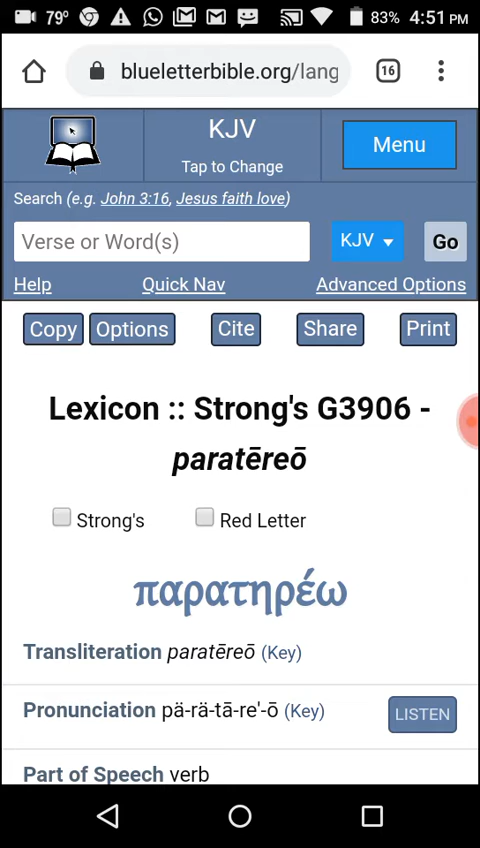 79° 83% 4:51 PM
blueletterbible.org/lang 16
KJV
Tap to Change
Menu
Search (e.g. John 3:16, Jesus faith love)
Verse or Word(s) KJV Go
Help Quick Nav Advanced Options
Copy Options Cite Share Print
Lexicon :: Strong's G3906 -
paratēreō
Strong's Red Letter
παρατηρέω
Transliteration paratēreō (Key)
Pronunciation pä-rä-tā-re'-ō (Key) LISTEN
Part of Speech verb